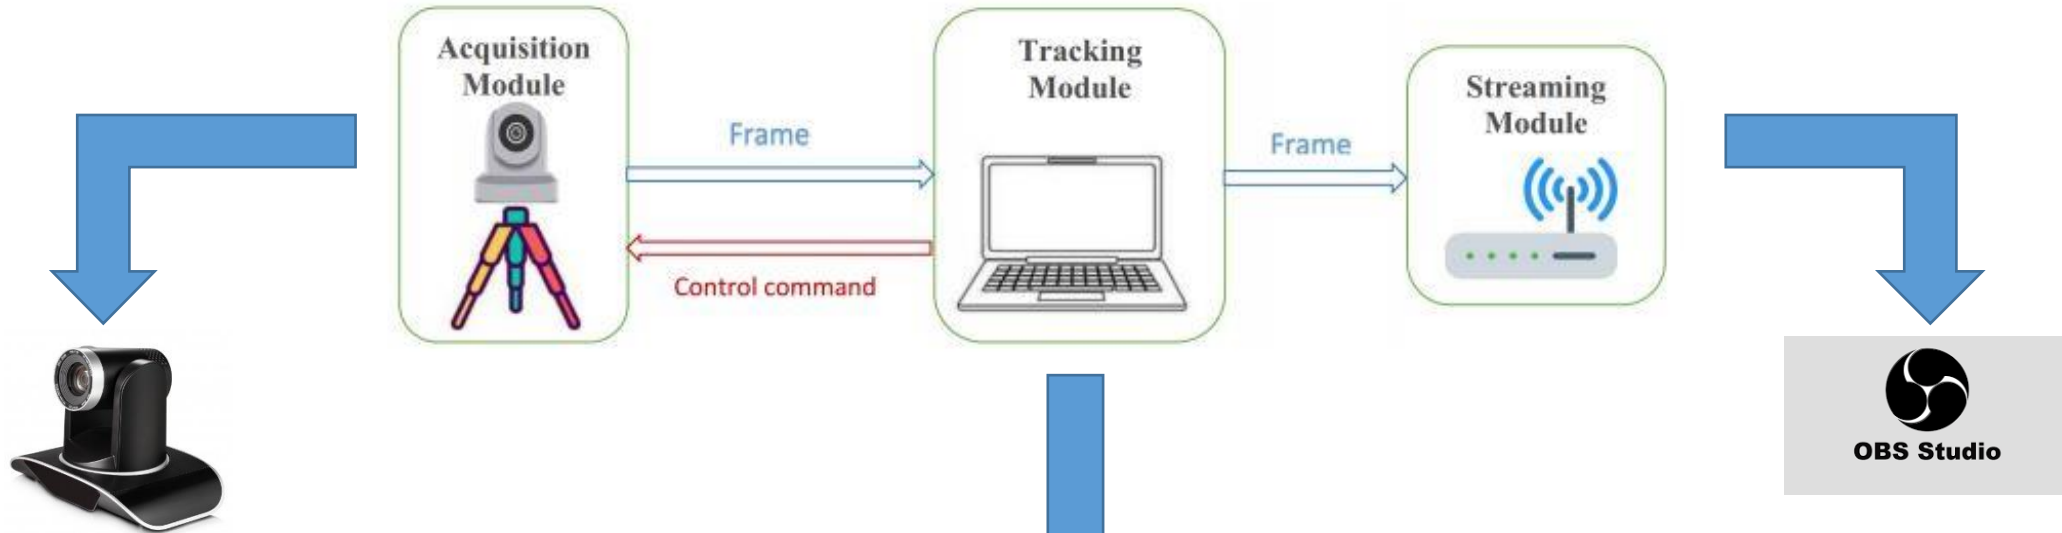 Acquisition
Module
Tracking
Module
Streaming
Module
Frame
Frame
Control command
OBS Studio